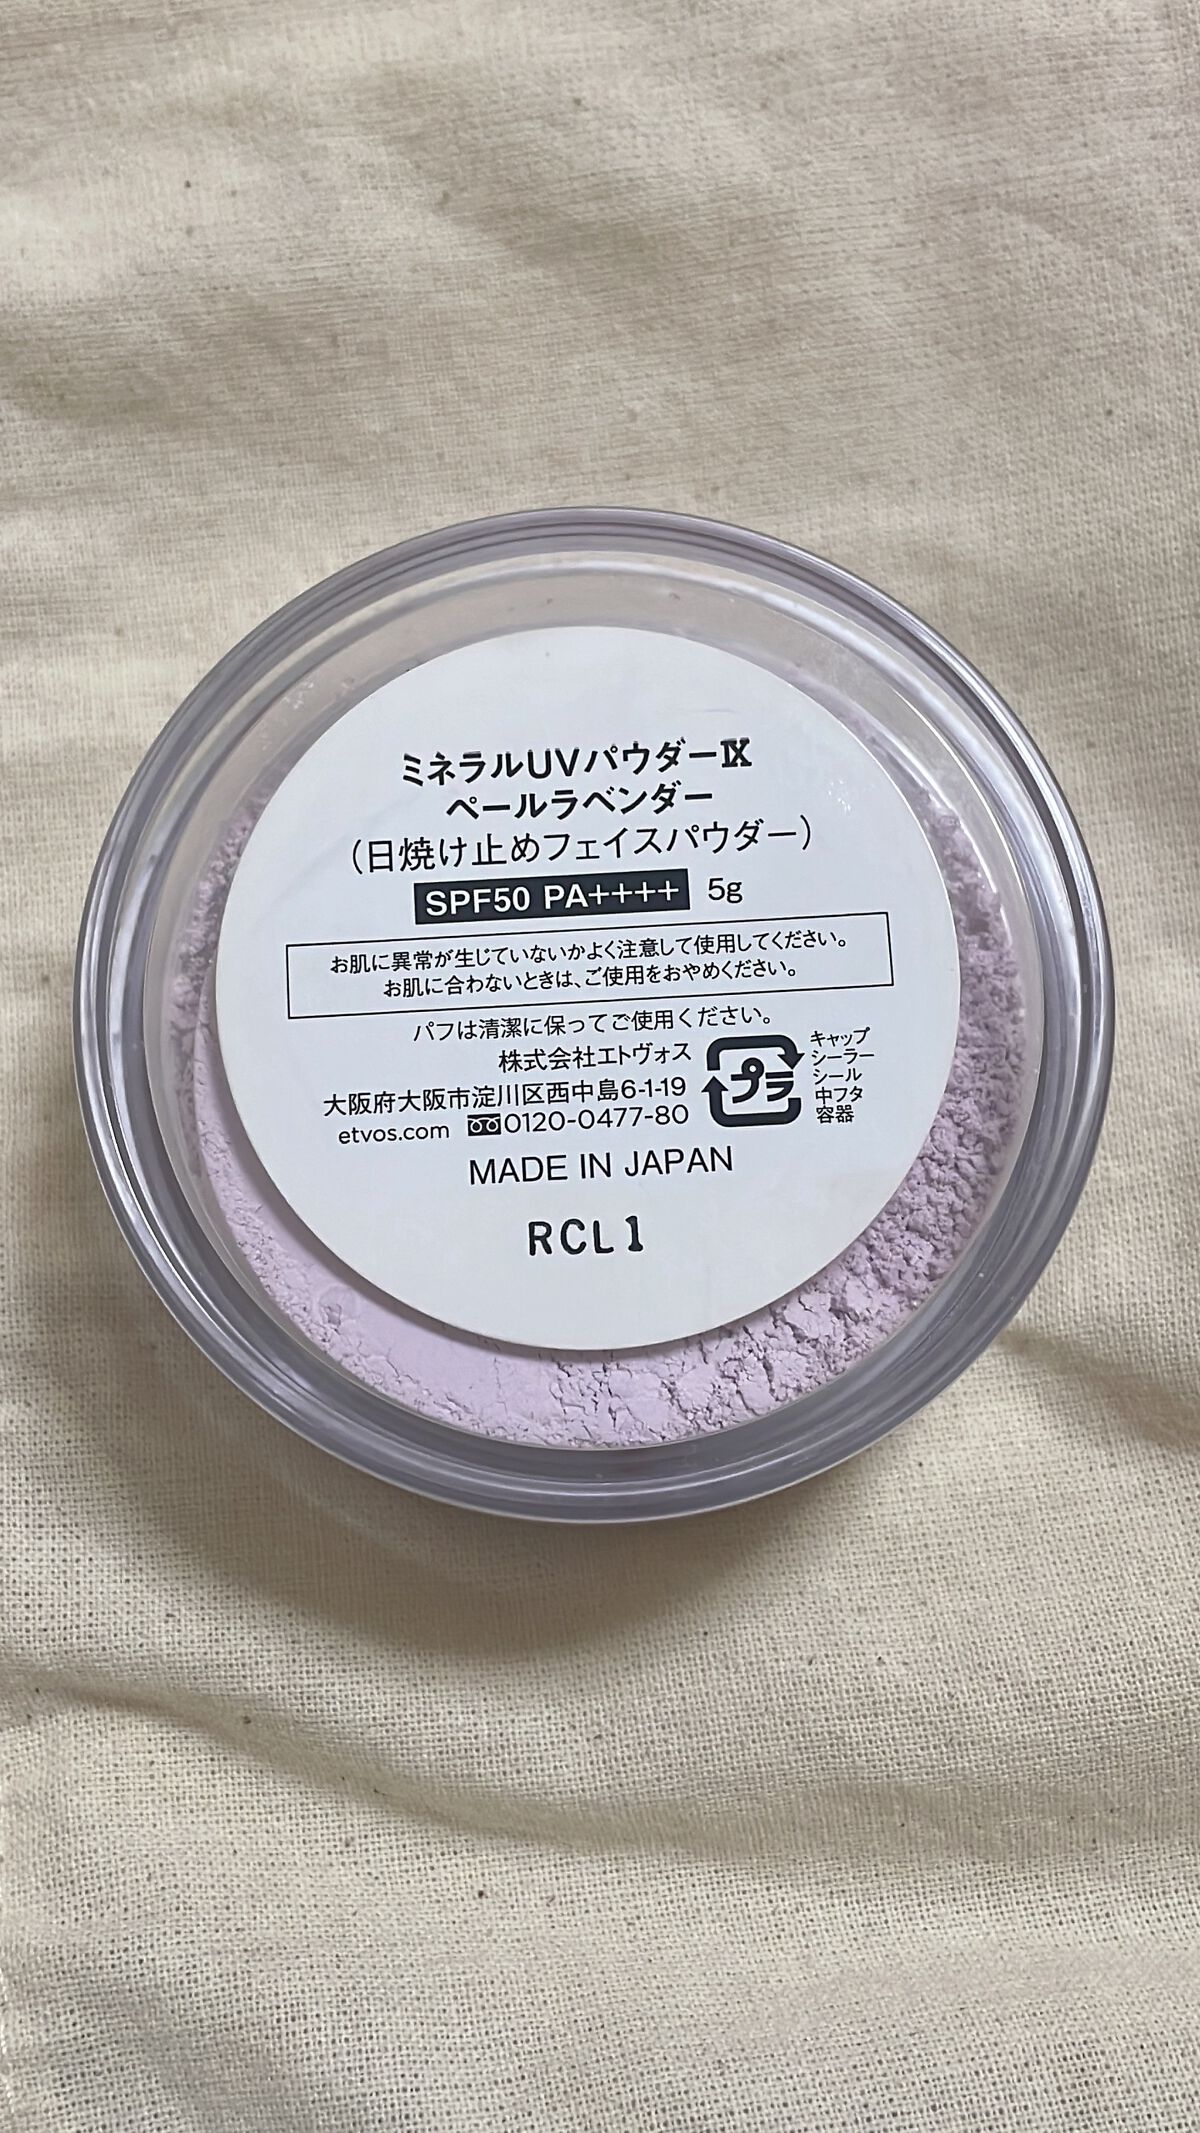 ミネラルUVパウダーⅨ
ペールラベンダー
（日焼け止めフェイスパウダー）
SPF50 PA++++ 5g
お肌に異常が生じていないかよく注意して使用してください。
お肌に合わないときは、ご使用をおやめください。
パフは清潔に保ってご使用ください。
株式会社エトヴォス
大阪府大阪市淀川区西中島6-1-19
etvos.com 0120-0477-80
プラ
キャップ
シーラー
シール
中フタ
容器
MADE IN JAPAN
RCL1